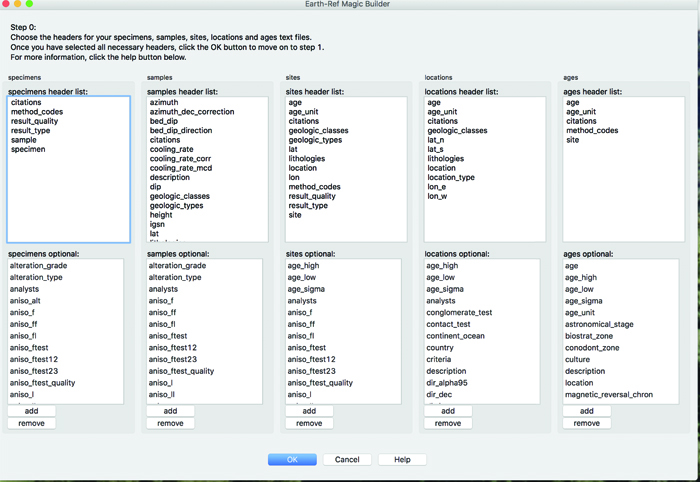 Earth-Ref Magic Builder
Step 0:
Choose the headers for your specimens, samples, sites, locations and ages text files.
Once you have selected all necessary headers, click the OK button to move on to step 1.
For more information, click the help button below.
specimens
specimens header list:
citations
method_codes
result_quality
result_type
sample
specimen
specimens optional:
alteration_grade
alteration_type
analysts
aniso_alt
aniso_f
aniso_ff
aniso_fl
aniso_ftest
aniso_ftest12
aniso_ftest23
aniso_ftest_quality
aniso_l
add
remove
samples
samples header list:
azimuth
azimuth_dec_correction
bed_dip
bed_dip_direction
citations
cooling_rate
cooling_rate_corr
cooling_rate_mcd
description
dip
geologic_classes
geologic_types
height
igsn
lat
samples optional:
alteration_grade
alteration_type
analysts
aniso_f
aniso_ff
aniso_fl
aniso_ftest
aniso_ftest12
aniso_ftest23
aniso_ftest_quality
aniso_l
aniso_ll
add
remove
sites
sites header list:
age
age_unit
citations
geologic_classes
geologic_types
lat
lithologies
location
lon
method_codes
result_quality
result_type
site
sites optional:
age_high
age_low
age_sigma
analysts
aniso_f
aniso_ff
aniso_fl
aniso_ftest
aniso_ftest12
aniso_ftest23
aniso_ftest_quality
aniso_l
add
remove
locations
locations header list:
age
age_unit
citations
geologic_classes
lat_n
lat_s
lithologies
location
location_type
lon_e
lon_w
locations optional:
age_high
age_low
age_sigma
analysts
conglomerate_test
contact_test
continent_ocean
country
criteria
description
dir_alpha95
dir_dec
add
remove
ages
ages header list:
age
age_unit
citations
method_codes
site
ages optional:
age
age_high
age_low
age_sigma
age_unit
astronomical_stage
biostrat_zone
conodont_zone
culture
description
location
magnetic_reversal_chron
add
remove
OK
Cancel
Help